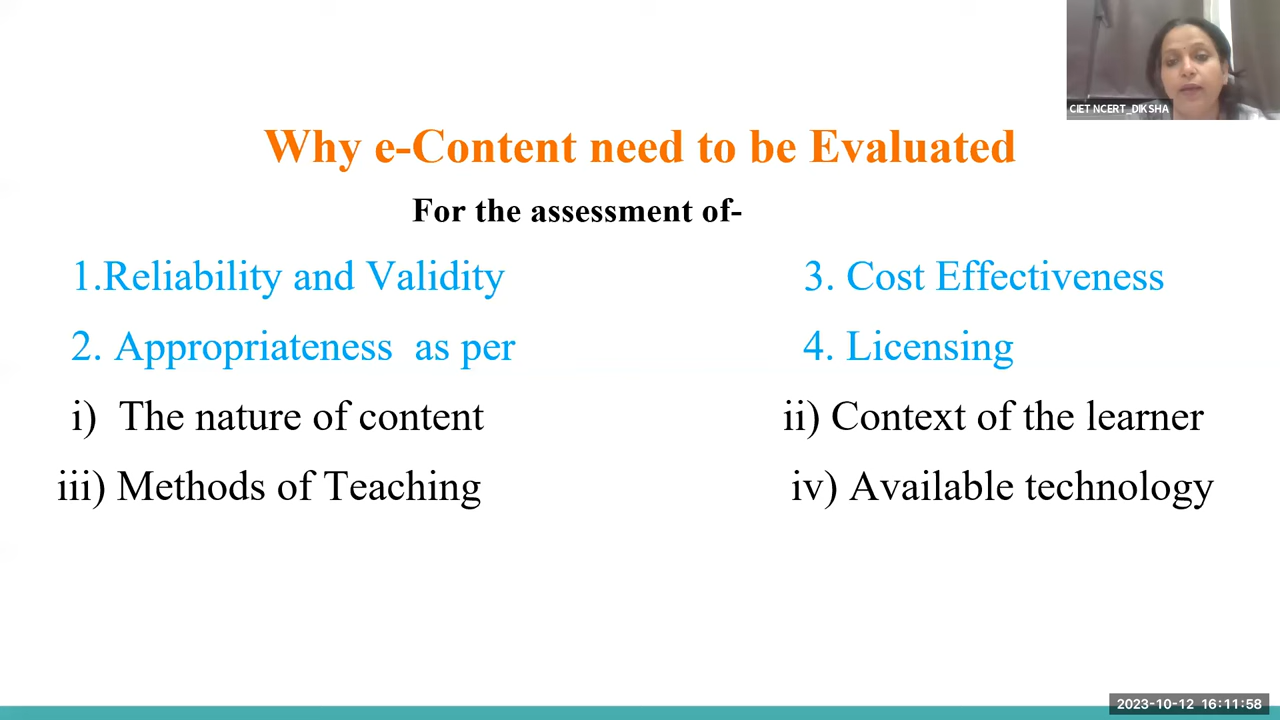 CIET NCERT_DIKSHA
Why e-Content need to be Evaluated
For the assessment of-
1.Reliability and Validity
3. Cost Effectiveness
2. Appropriateness as per
4. Licensing
i) The nature of content
ii) Context of the learner
iii) Methods of Teaching
iv) Available technology
2023-10-12 16:11:58